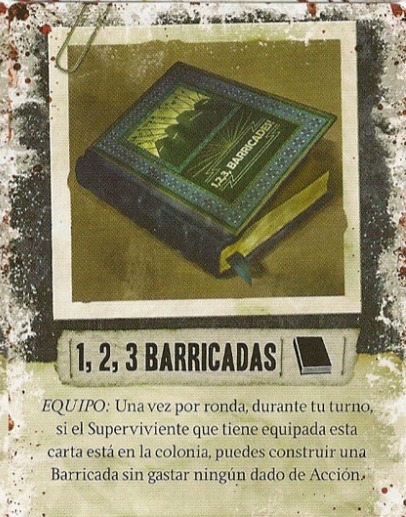 1, 2, 3, BARRICADES!
1, 2, 3 BARRICADAS
EQUIPO: Una vez por ronda, durante tu turno,
si el Superviviente que tiene equipada esta
carta está en la colonia, puedes construir una
Barricada sin gastar ningún dado de Acción.